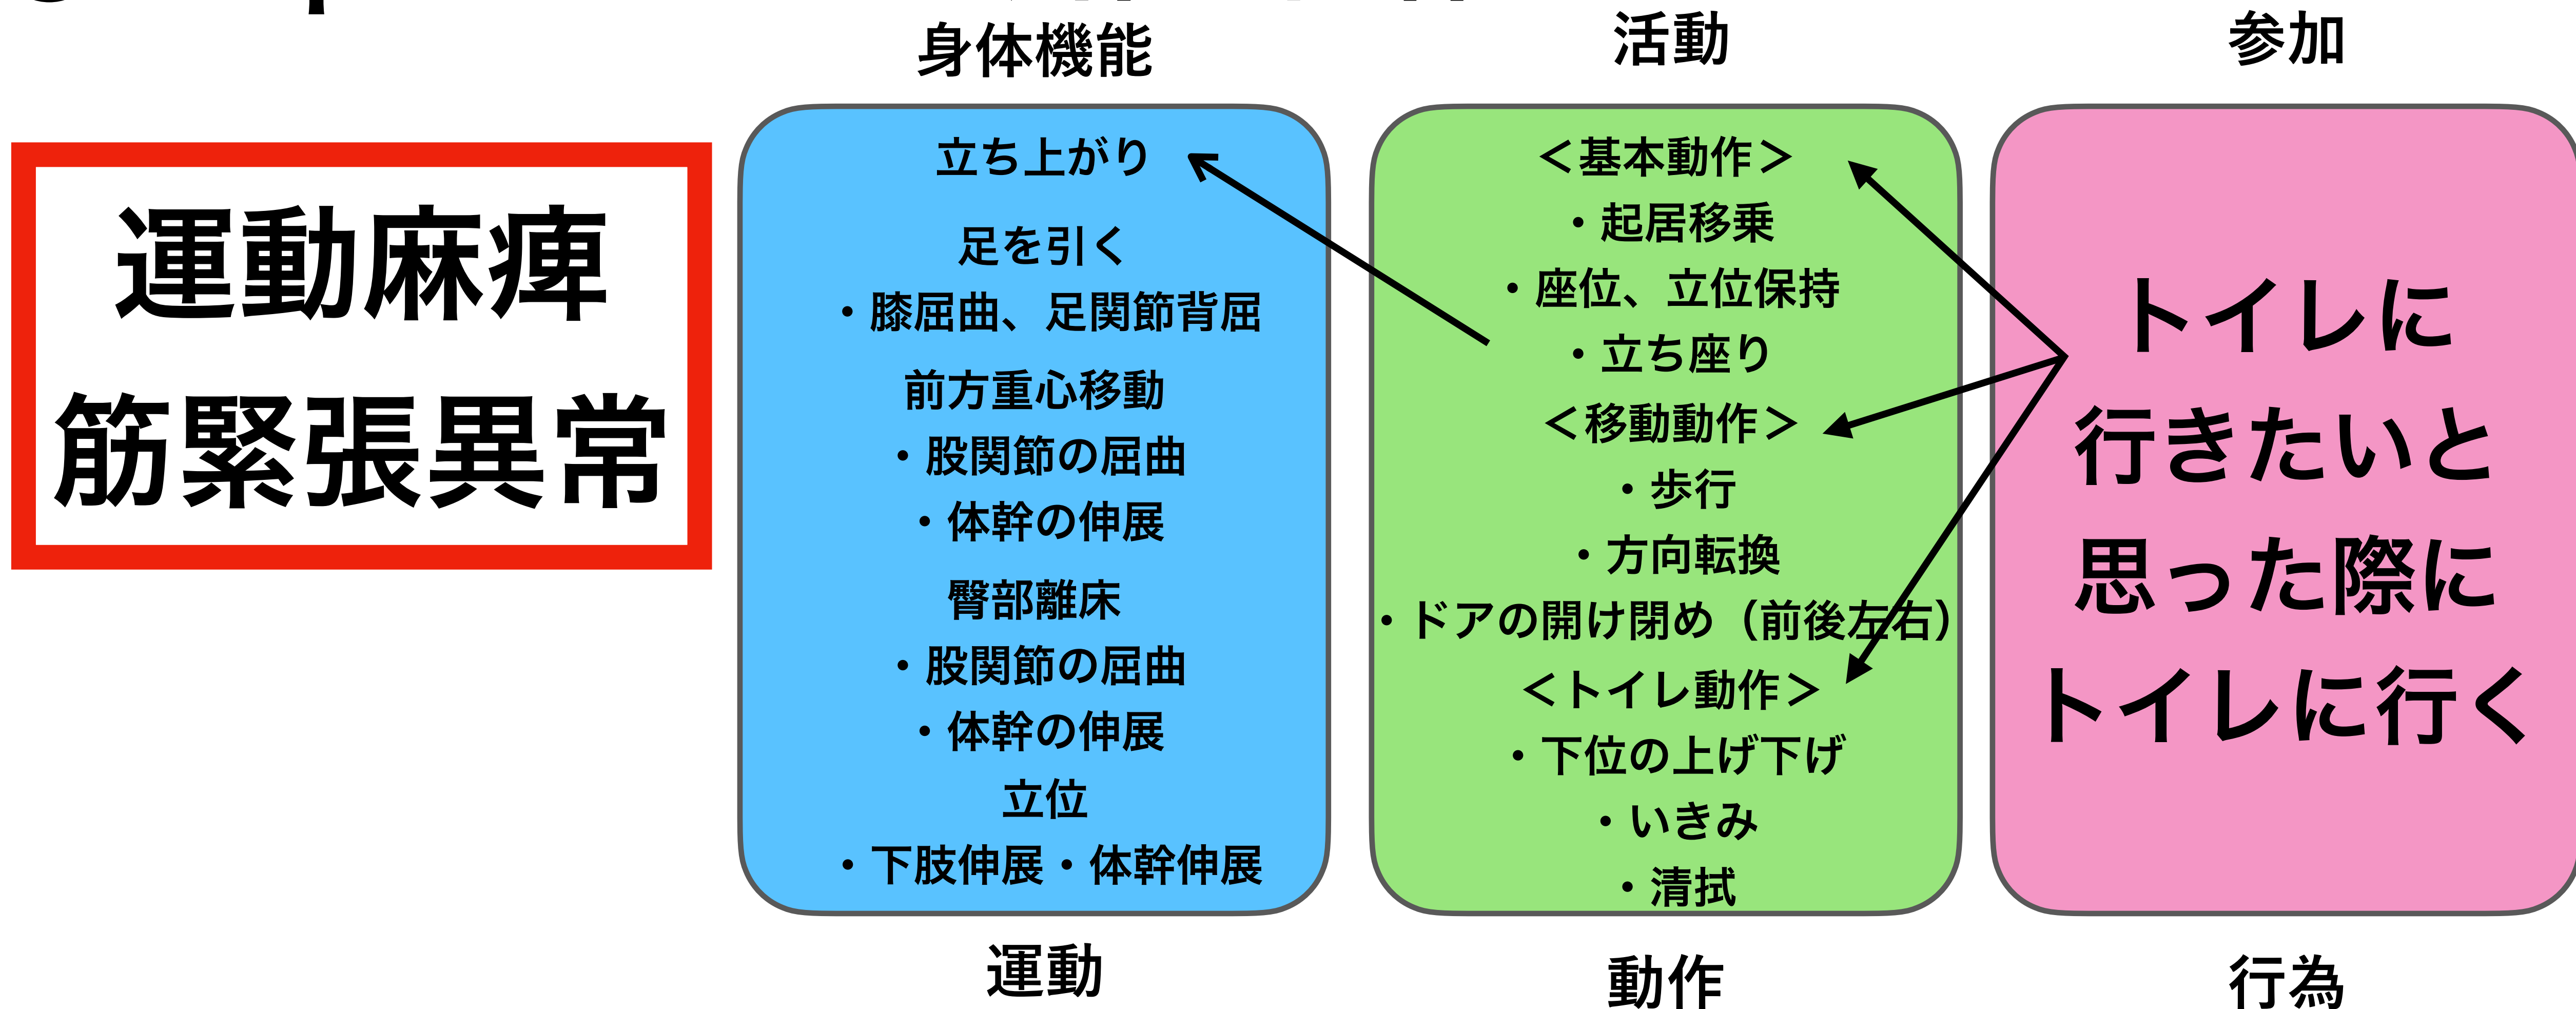 身体機能
活動
参加
運動麻痺
筋緊張異常
立ち上がり
足を引く
・膝屈曲、足関節背屈
前方重心移動
・股関節の屈曲
・体幹の伸展
臀部離床
・股関節の屈曲
・体幹の伸展
立位
・下肢伸展・体幹伸展
＜基本動作＞
・起居移乗
・座位、立位保持
・立ち座り
＜移動動作＞
・歩行
・方向転換
・ドアの開け閉め（前後左右）
＜トイレ動作＞
・下位の上げ下げ
・いきみ
・清拭
トイレに
行きたいと
思った際に
トイレに行く
運動
動作
行為